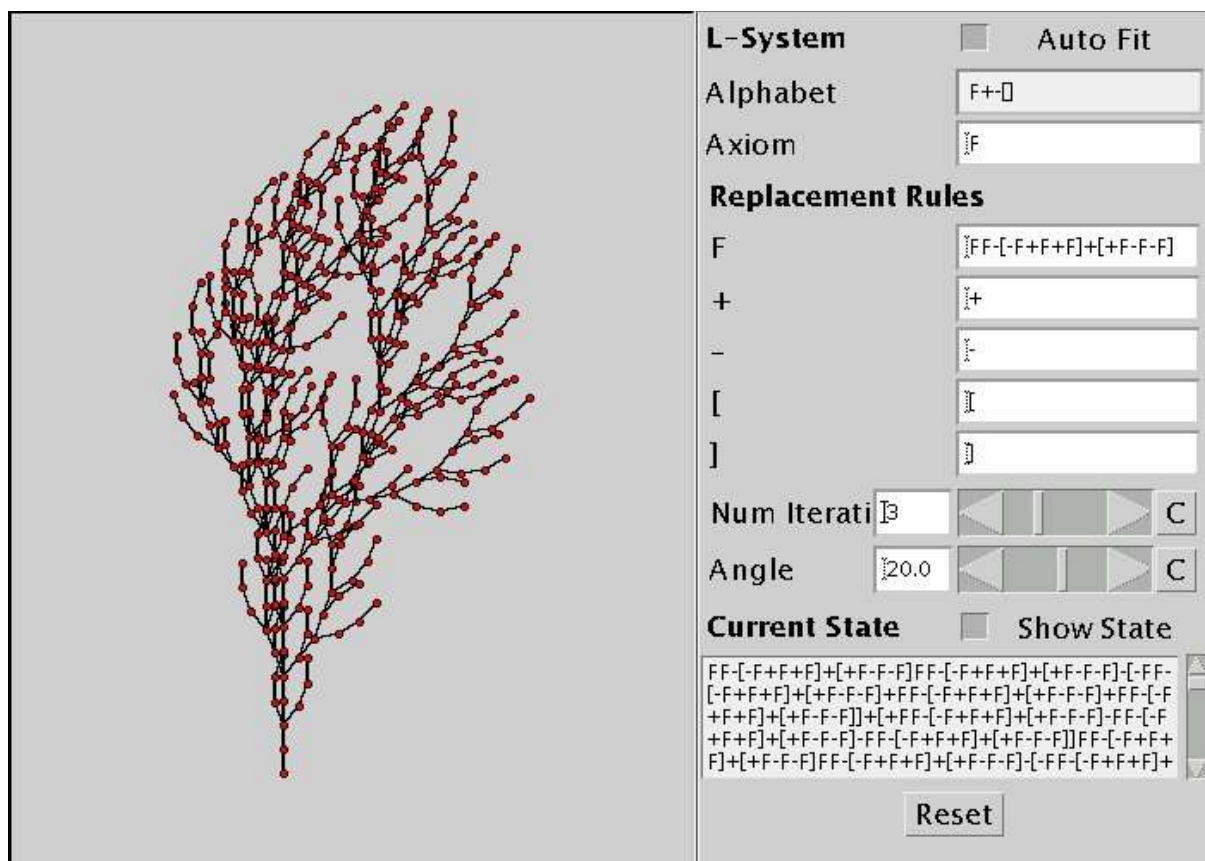 L-System Auto Fit
Alphabet F+-[]
Axiom F
Replacement Rules
F FF-[-F+F+F]+[+F-F-F]
+ +
- -
[ [
] ]
Num Iterati 3 C
Angle 20.0 C
Current State Show State
FF-[-F+F+F]+[+F-F-F]FF-[-F+F+F]+[+F-F-F]-[-FF-
[-F+F+F]+[+F-F-F]+FF-[-F+F+F]+[+F-F-F]+FF-[-F
+F+F]+[+F-F-F]]+[+FF-[-F+F+F]+[+F-F-F]-FF-[-F
+F+F]+[+F-F-F]-FF-[-F+F+F]+[+F-F-F]]FF-[-F+F+
F]+[+F-F-F]FF-[-F+F+F]+[+F-F-F]-[-FF-[-F+F+F]+
Reset